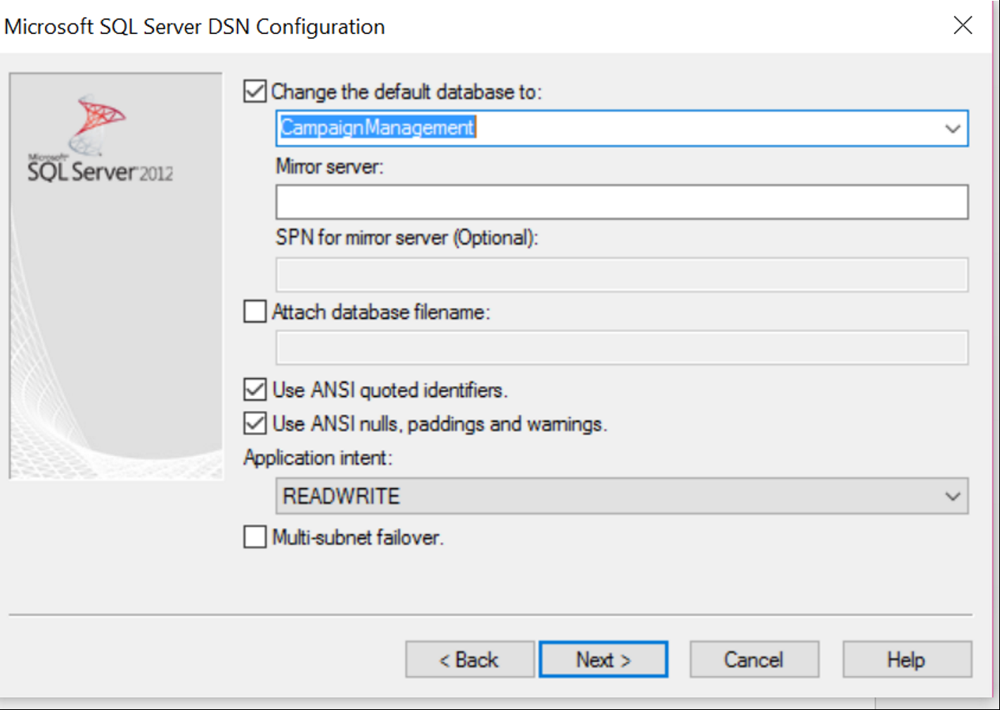 Microsoft SQL Server DSN Configuration
Microsoft
SQL Server 2012
Change the default database to:
CampaignManagement
Mirror server:
SPN for mirror server (Optional):
Attach database filename:
Use ANSI quoted identifiers.
Use ANSI nulls, paddings and warnings.
Application intent:
READWRITE
Multi-subnet failover.
< Back Next > Cancel Help